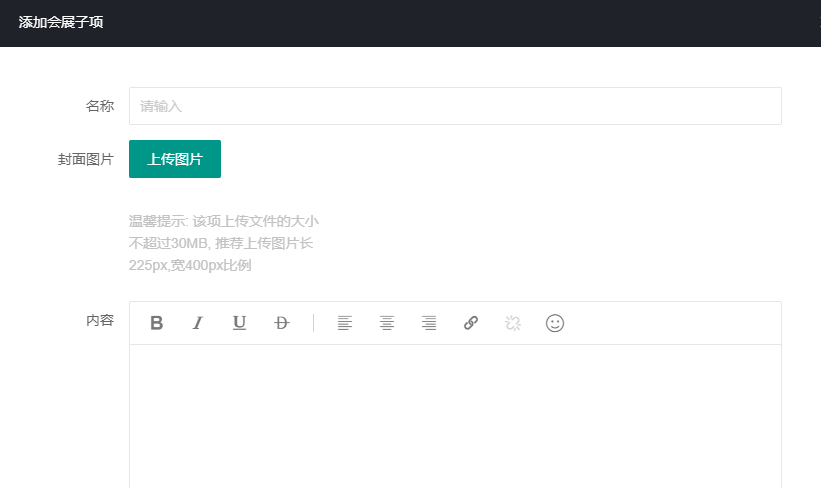 添加会展子项
名称
请输入
封面图片
上传图片
温馨提示: 该项上传文件的大小
不超过30MB, 推荐上传图片长
225px,宽400px比例
内容
B I U D